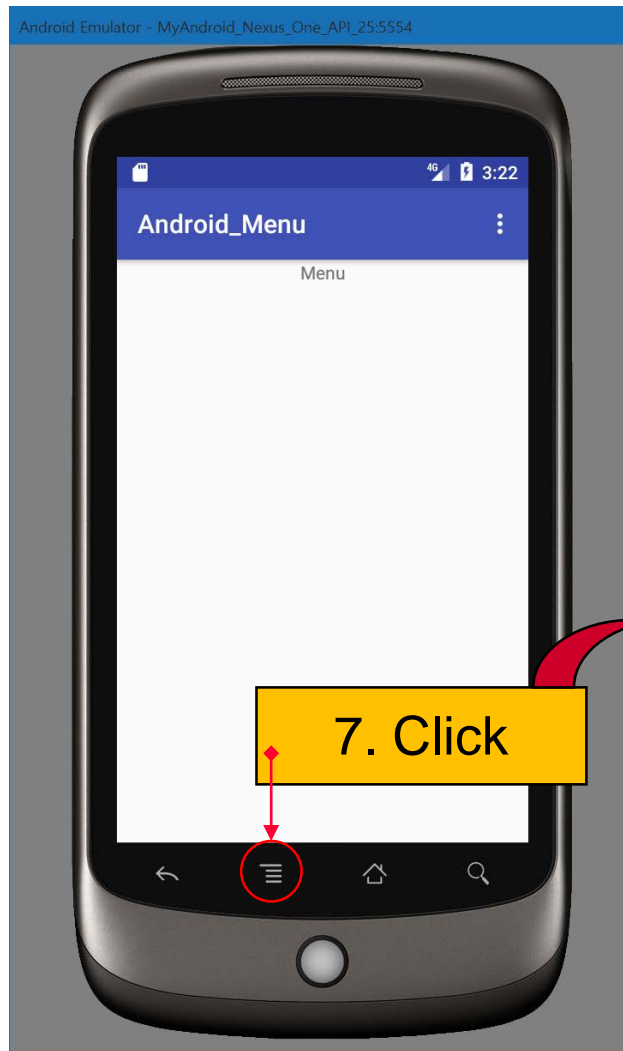 Android Emulator - MyAndroid_Nexus_One_API_25:5554
4G 3:22
Android_Menu
Menu
7. Click